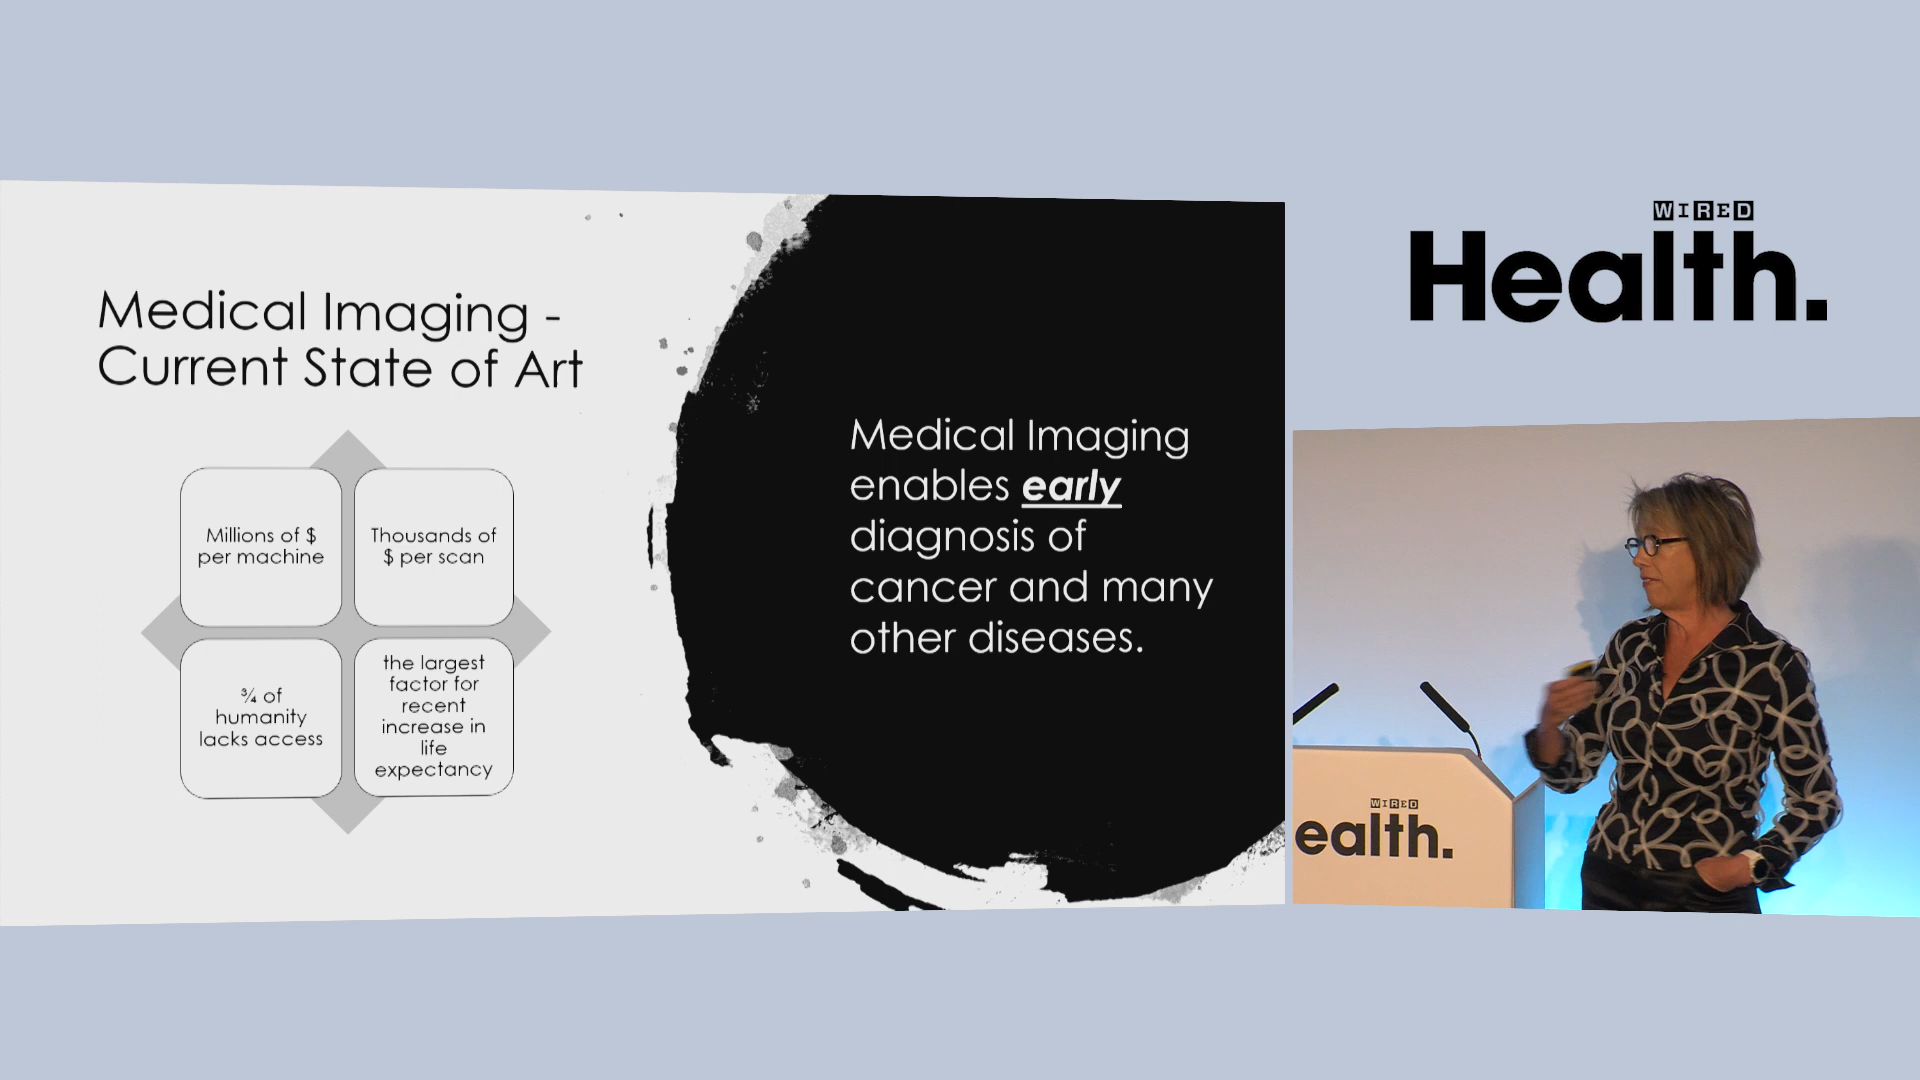 Medical Imaging -
Current State of Art
Millions of $
per machine
Thousands of
$ per scan
¾ of
humanity
lacks access
the largest
factor for
recent
increase in
life
expectancy
Medical Imaging
enables early
diagnosis of
cancer and many
other diseases.
WIRED
Health.
WIRED
ealth.